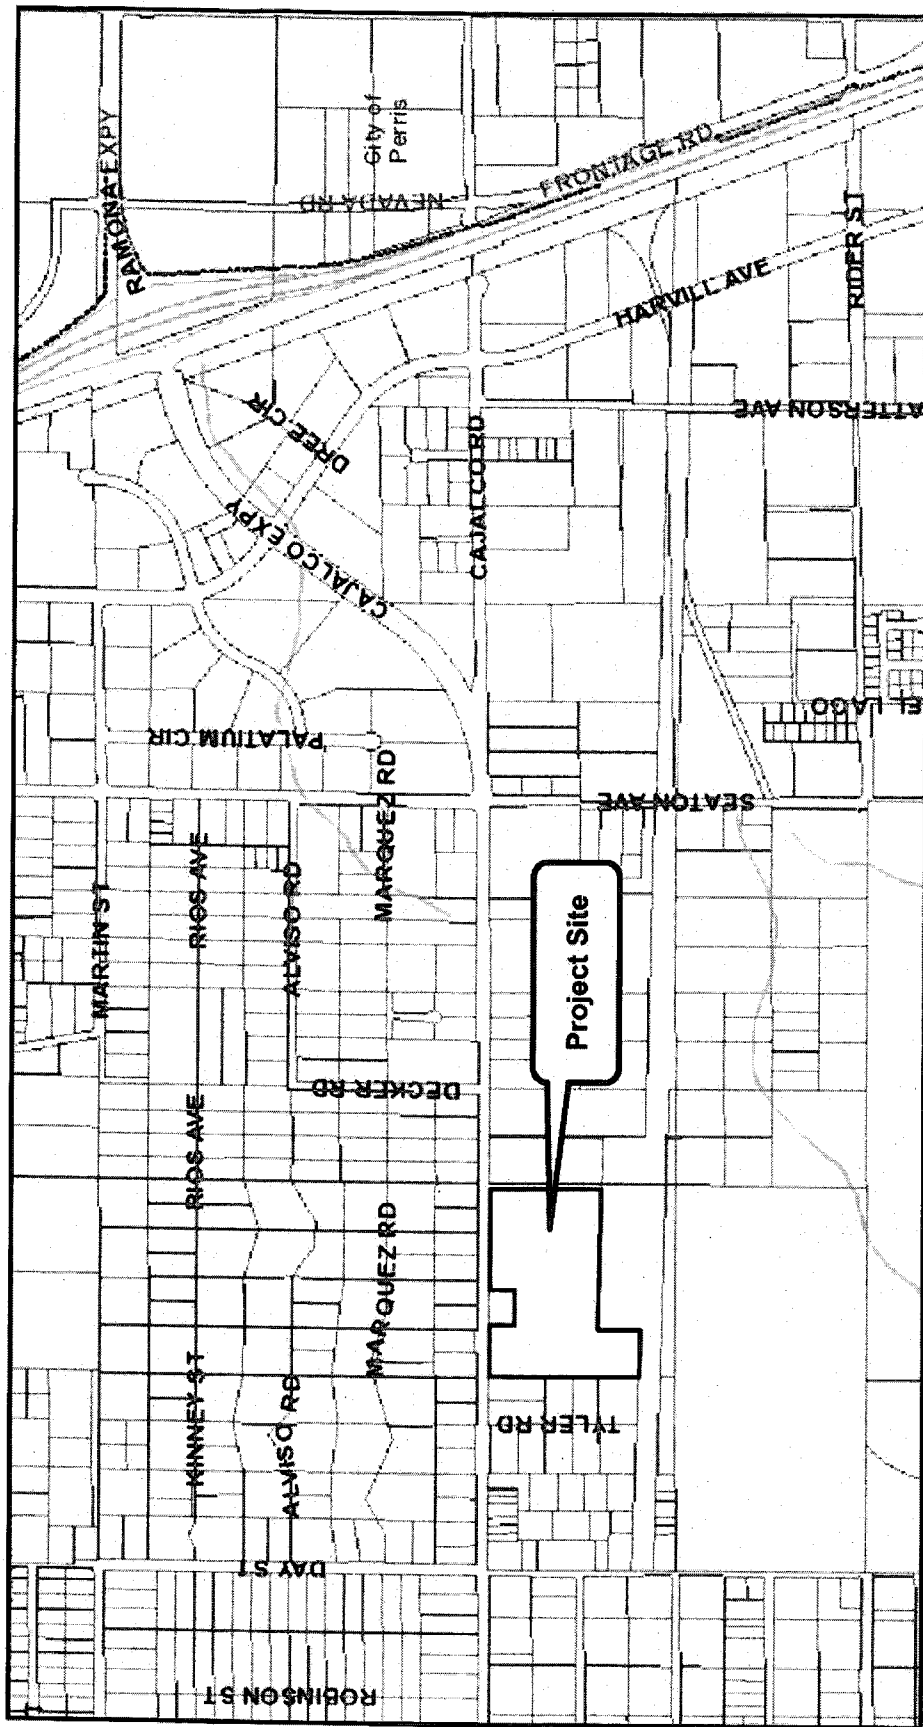 RAMONA EXPY
City of
Perris
NEVADA RD
FRONTAGE RD
HARVILL AVE
RIDER ST
ATTERSON AVE
DREE CIR
CAJALCO EXPY
CAJALCO RD
PALATIUM CIR
EL LAGO
MARQUEZ RD
SEATON AVE
MARTIN ST
RIOS AVE
ALVISO RD
Project Site
DECKER RD
RIOS AVE
MARQUEZ RD
KINNEY ST
ALVISO RD
TYLER RD
DAY ST
ROBINSON ST